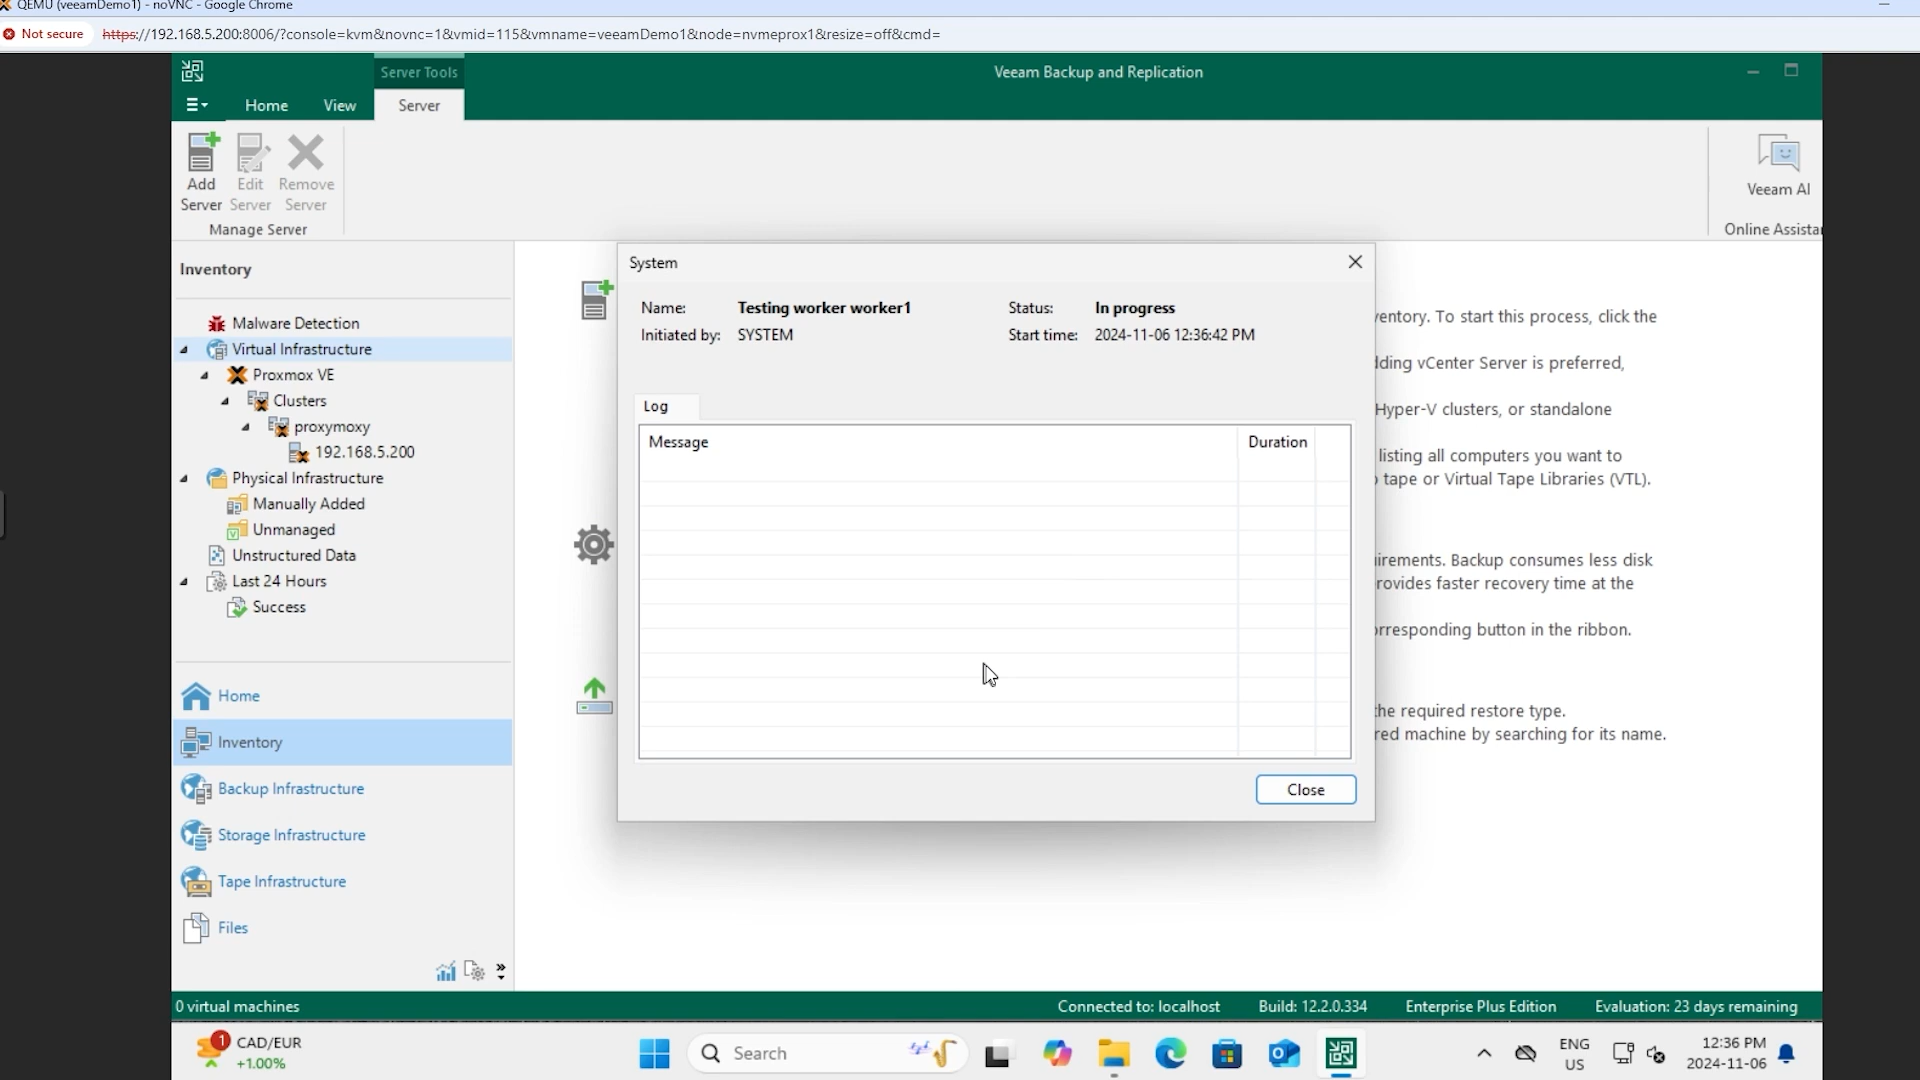 QEMU (veeamDemo1) - noVNC - Google Chrome
Not secure
https://192.168.5.200:8006/?console=kvm&novnc=1&vmid=115&vmname=veeamDemo1&node=nvmeprox1&resize=off&cmd=
Server Tools
Veeam Backup and Replication
Home
View
Server
Add Server
Edit Server
Remove Server
Manage Server
Veeam AI
Online Assista
Inventory
Malware Detection
Virtual Infrastructure
Proxmox VE
Clusters
proxymoxy
192.168.5.200
Physical Infrastructure
Manually Added
Unmanaged
Unstructured Data
Last 24 Hours
Success
Home
Inventory
Backup Infrastructure
Storage Infrastructure
Tape Infrastructure
Files
System
Name: Testing worker worker1
Status: In progress
Initiated by: SYSTEM
Start time: 2024-11-06 12:36:42 PM
Log
Message
Duration
Close
ventory. To start this process, click the
dding vCenter Server is preferred,
Hyper-V clusters, or standalone
listing all computers you want to
tape or Virtual Tape Libraries (VTL).
irements. Backup consumes less disk
rovides faster recovery time at the
orresponding button in the ribbon.
the required restore type.
red machine by searching for its name.
0 virtual machines
Connected to: localhost
Build: 12.2.0.334
Enterprise Plus Edition
Evaluation: 23 days remaining
1
CAD/EUR
+1.00%
Search
ENG
US
12:36 PM
2024-11-06